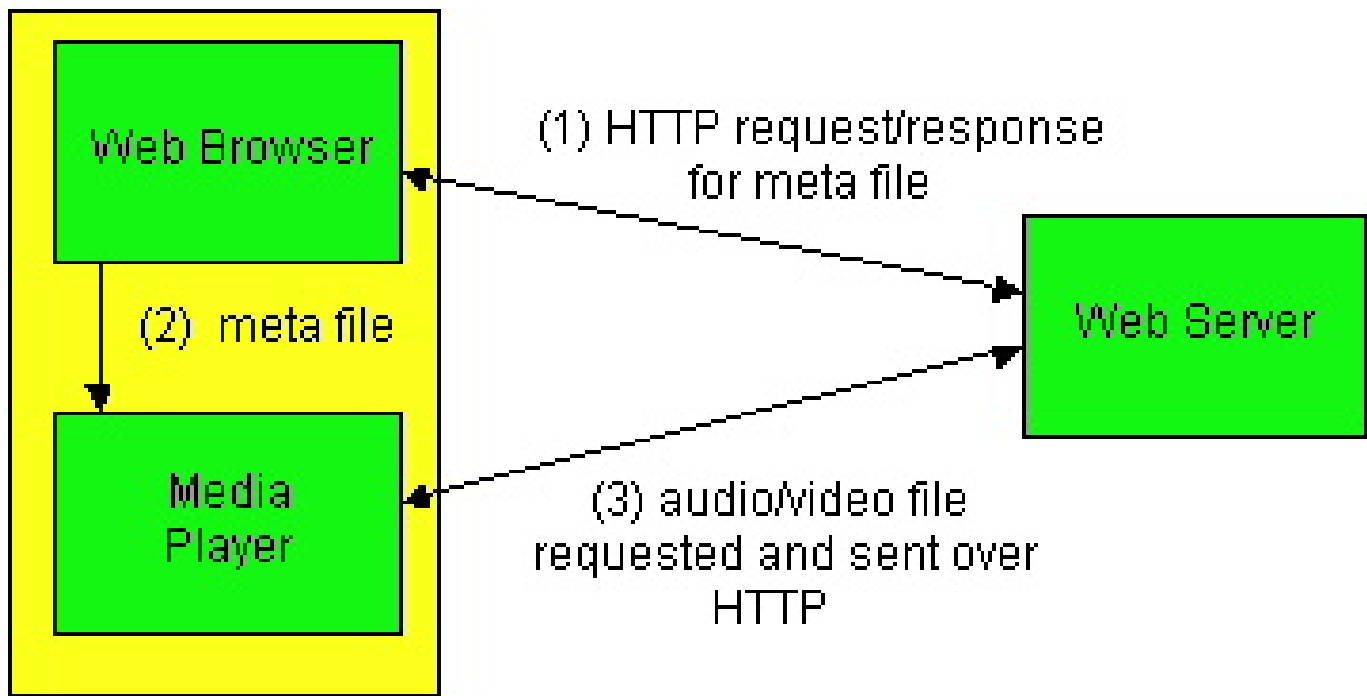 Web Browser
(1) HTTP request/response
for meta file
(2) meta file
Web Server
Media
Player
(3) audio/video file
requested and sent over
HTTP